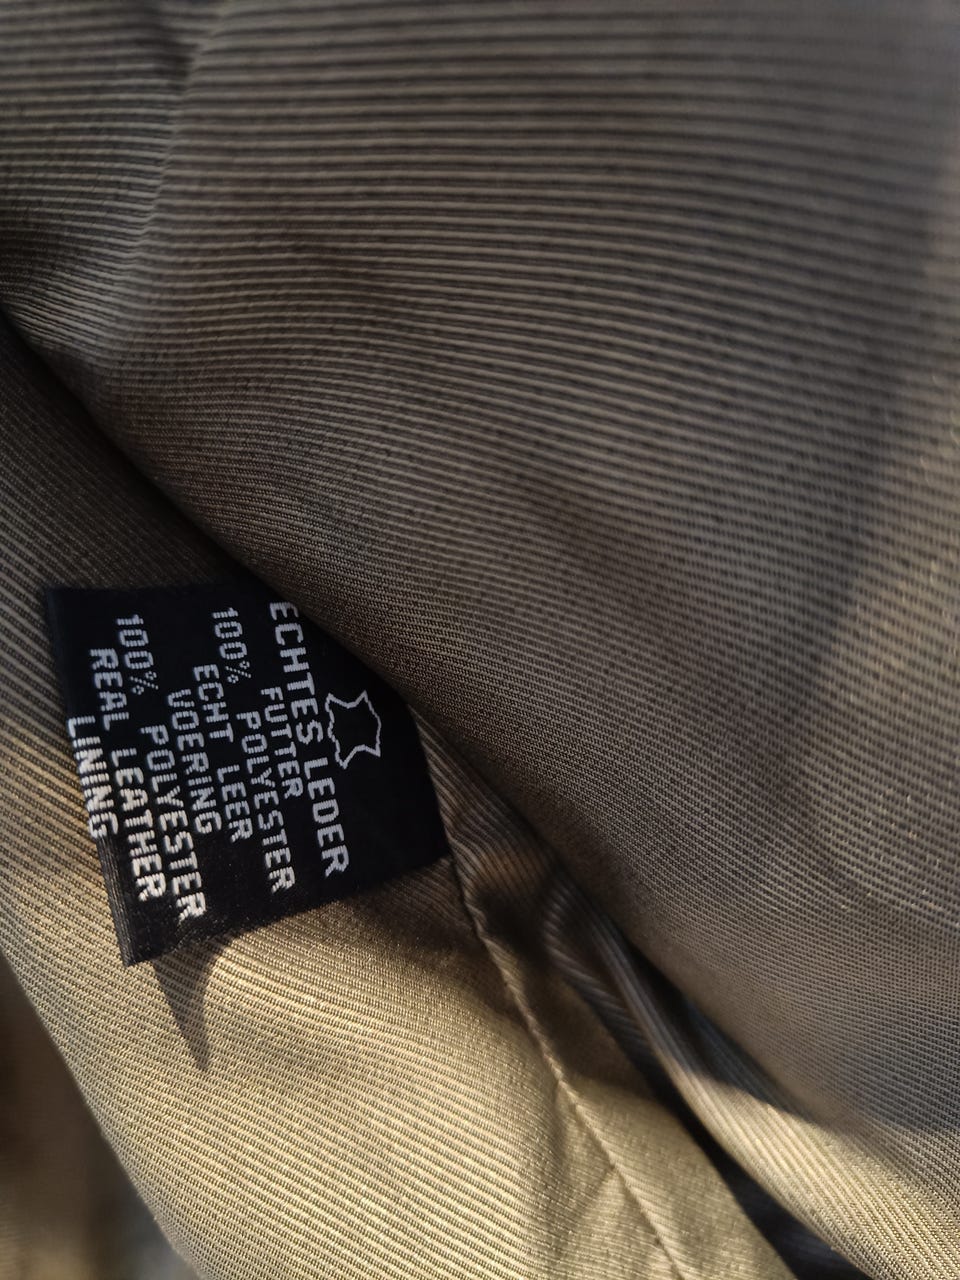 ECHTES LEDER
FUTTER
100% POLYESTER
ECHT LEER
VOERING
100% POLYESTER
REAL LEATHER
LINING